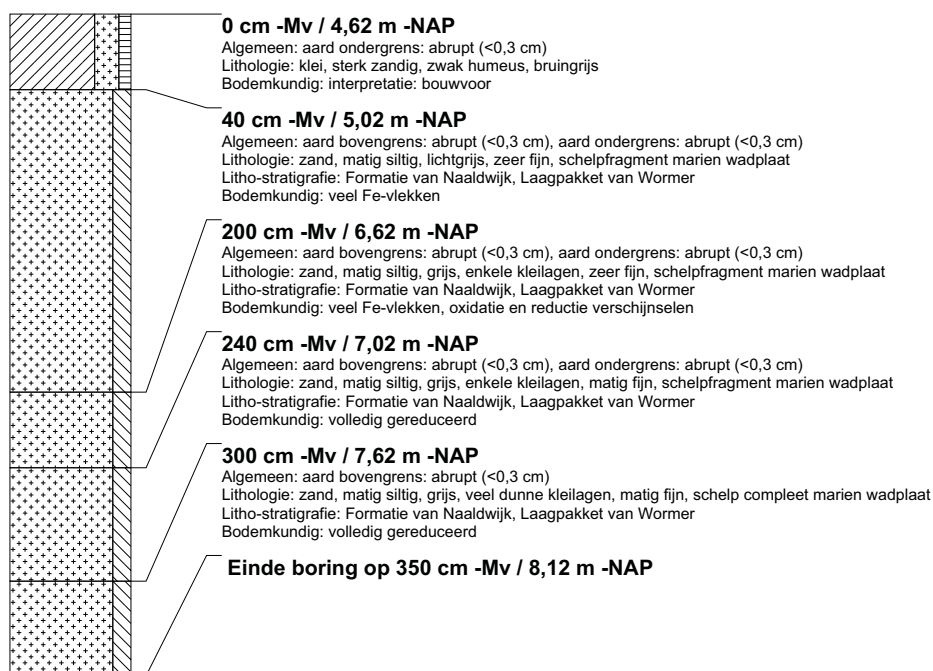 0 cm -Mv / 4,62 m -NAP
Algemeen: aard ondergrens: abrupt (<0,3 cm)
Lithologie: klei, sterk zandig, zwak humeus, bruingrijs
Bodemkundig: interpretatie: bouwvoor
40 cm -Mv / 5,02 m -NAP
Algemeen: aard bovengrens: abrupt (<0,3 cm), aard ondergrens: abrupt (<0,3 cm)
Lithologie: zand, matig siltig, lichtgrijs, zeer fijn, schelpfragment marien wadplaat
Litho-stratigrafie: Formatie van Naaldwijk, Laagpakket van Wormer
Bodemkundig: veel Fe-vlekken
200 cm -Mv / 6,62 m -NAP
Algemeen: aard bovengrens: abrupt (<0,3 cm), aard ondergrens: abrupt (<0,3 cm)
Lithologie: zand, matig siltig, grijs, enkele kleilagen, zeer fijn, schelpfragment marien wadplaat
Litho-stratigrafie: Formatie van Naaldwijk, Laagpakket van Wormer
Bodemkundig: veel Fe-vlekken, oxidatie en reductie verschijnselen
240 cm -Mv / 7,02 m -NAP
Algemeen: aard bovengrens: abrupt (<0,3 cm), aard ondergrens: abrupt (<0,3 cm)
Lithologie: zand, matig siltig, grijs, enkele kleilagen, matig fijn, schelpfragment marien wadplaat
Litho-stratigrafie: Formatie van Naaldwijk, Laagpakket van Wormer
Bodemkundig: volledig gereduceerd
300 cm -Mv / 7,62 m -NAP
Algemeen: aard bovengrens: abrupt (<0,3 cm)
Lithologie: zand, matig siltig, grijs, veel dunne kleilagen, matig fijn, schelp compleet marien wadplaat
Litho-stratigrafie: Formatie van Naaldwijk, Laagpakket van Wormer
Bodemkundig: volledig gereduceerd
Einde boring op 350 cm -Mv / 8,12 m -NAP